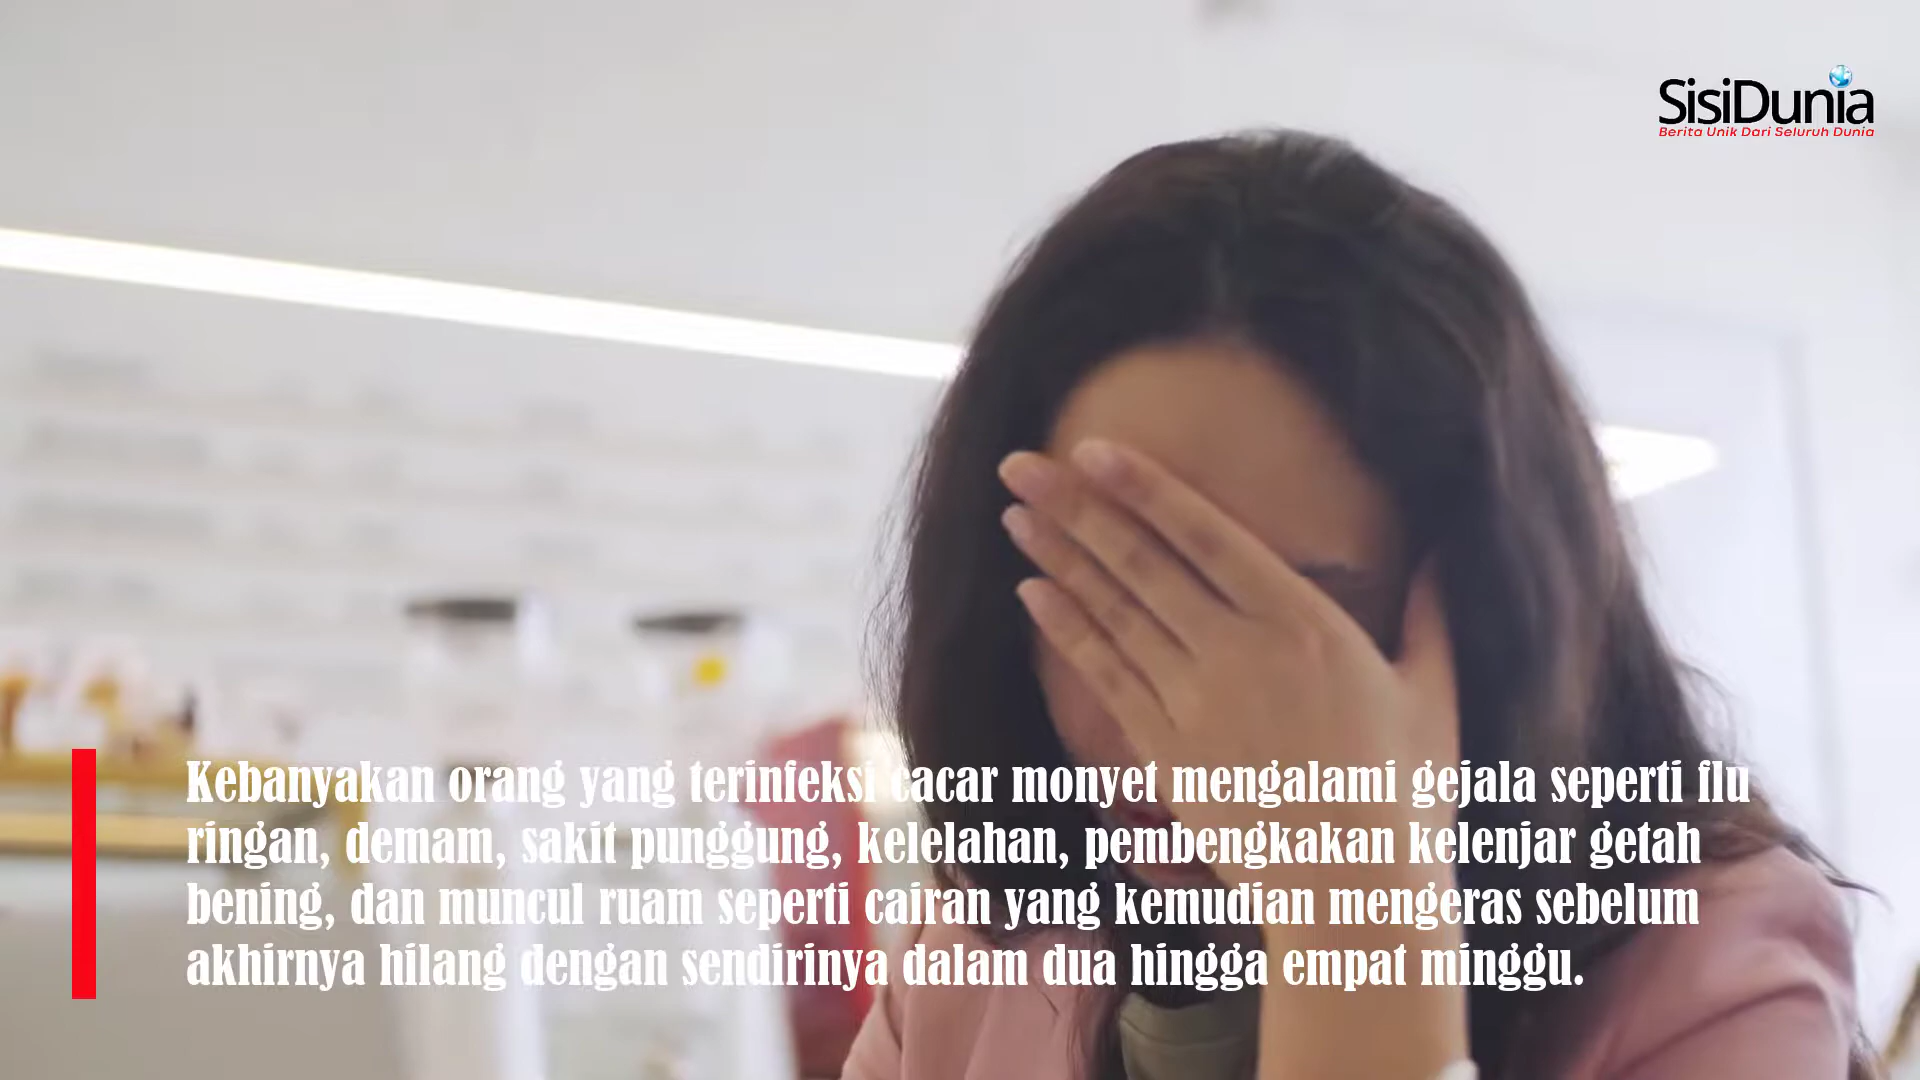 SisiDunia
Berita Unik Dari Seluruh Dunia
Kebanyakan orang yang terinfeksi cacar monyet mengalami gejala seperti flu
ringan, demam, sakit punggung, kelelahan, pembengkakan kelenjar getah
bening, dan muncul ruam seperti cairan yang kemudian mengeras sebelum
akhirnya hilang dengan sendirinya dalam dua hingga empat minggu.